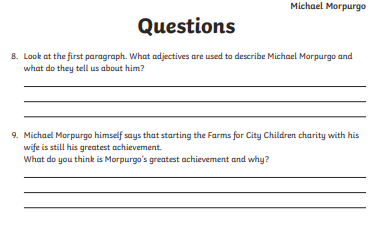 Michael Morpurgo
Questions
8. Look at the first paragraph. What adjectives are used to describe Michael Morpurgo and
what do they tell us about him?
9. Michael Morpurgo himself says that starting the Farms for City Children charity with his
wife is still his greatest achievement.
What do you think is Morpurgo's greatest achievement and why?